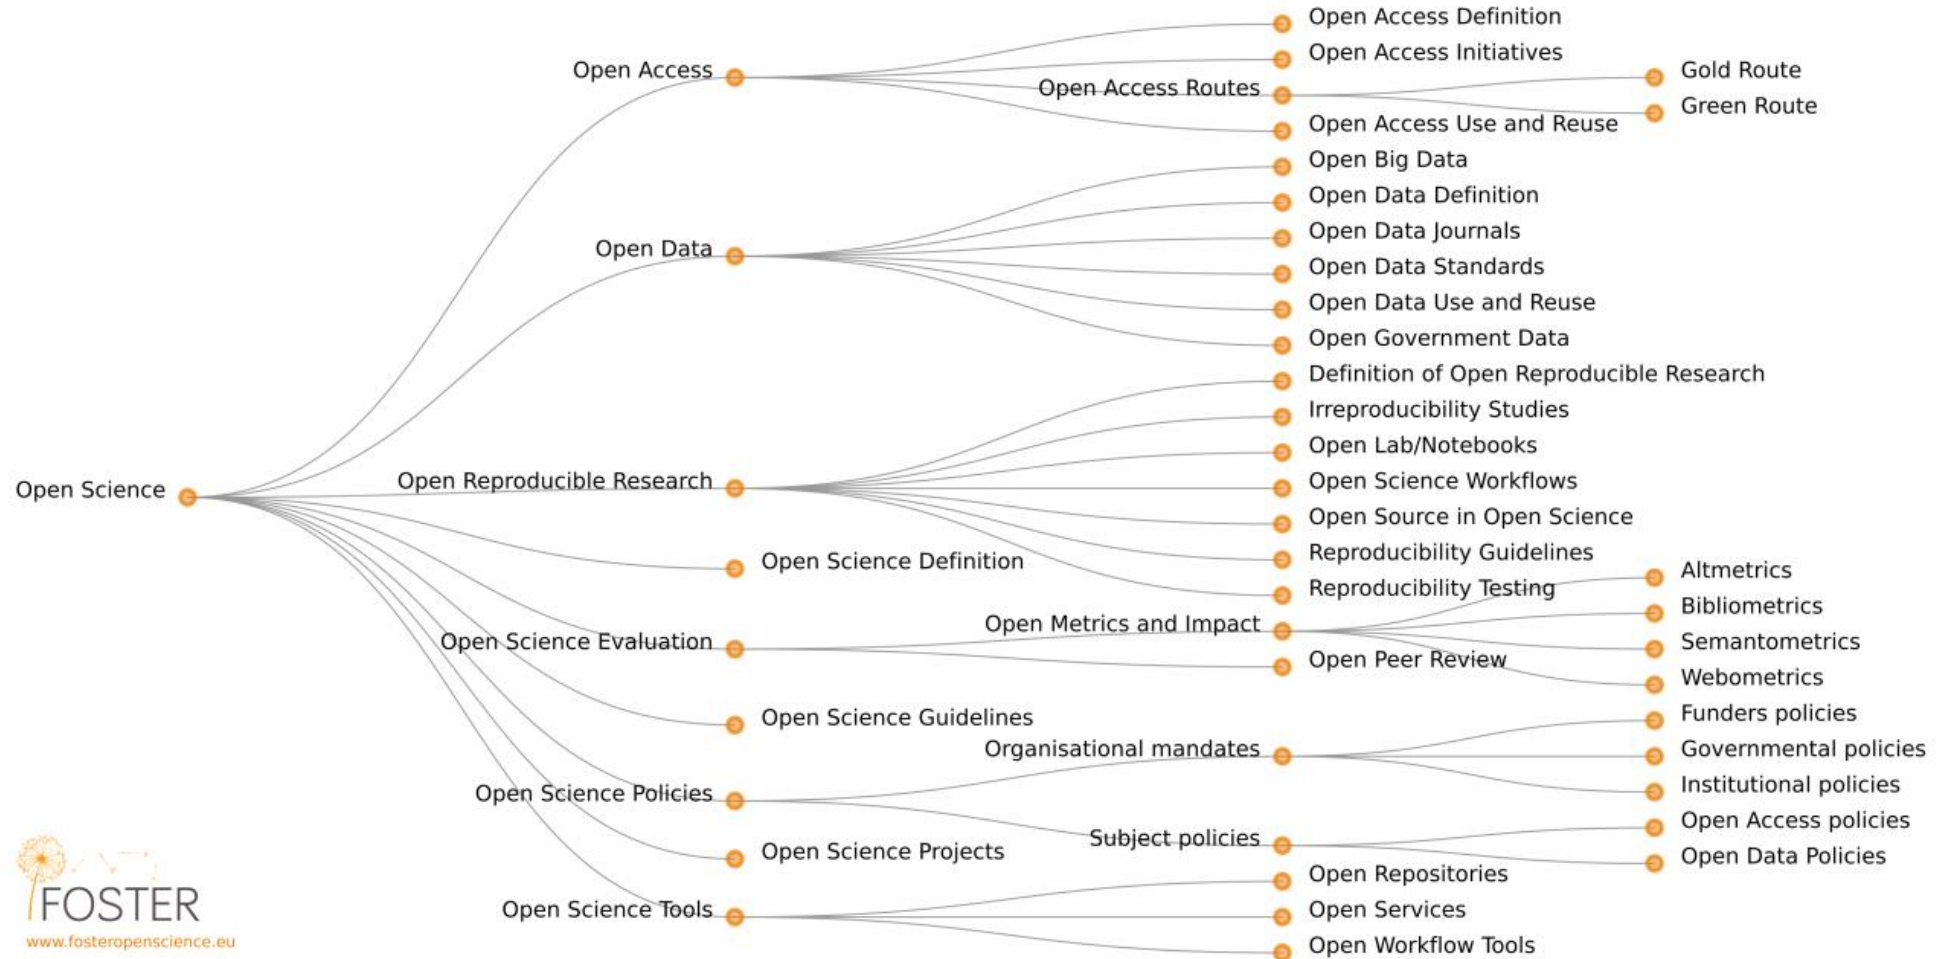 Open Science
Open Access
Open Access Definition
Open Access Initiatives
Open Access Routes
Gold Route
Green Route
Open Access Use and Reuse
Open Data
Open Big Data
Open Data Definition
Open Data Journals
Open Data Standards
Open Data Use and Reuse
Open Government Data
Open Reproducible Research
Definition of Open Reproducible Research
Irreproducibility Studies
Open Lab/Notebooks
Open Science Workflows
Open Source in Open Science
Reproducibility Guidelines
Reproducibility Testing
Open Science Definition
Open Science Evaluation
Open Metrics and Impact
Altmetrics
Bibliometrics
Semantometrics
Webometrics
Open Peer Review
Open Science Guidelines
Open Science Policies
Organisational mandates
Funders policies
Governmental policies
Institutional policies
Subject policies
Open Access policies
Open Data Policies
Open Science Projects
Open Science Tools
Open Repositories
Open Services
Open Workflow Tools
FOSTER
www.fosteropenscience.eu